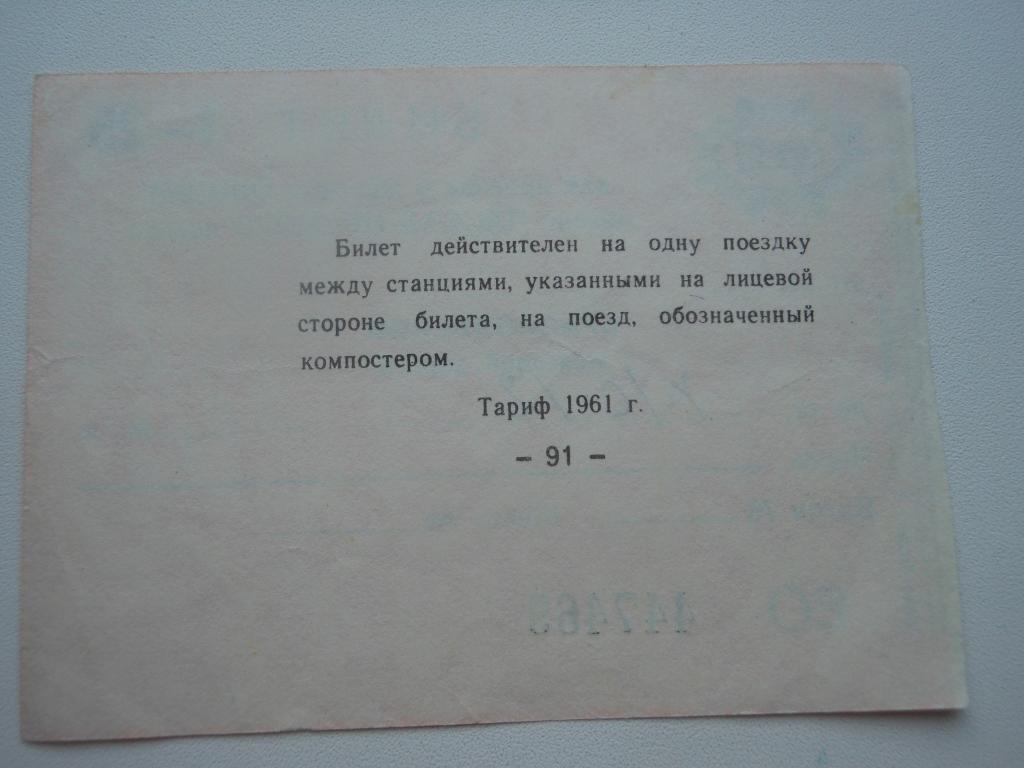 Билет действителен на одну поездку
между станциями, указанными на лицевой
стороне билета, на поезд, обозначенный
компостером.
Тариф 1961 г.
– 91 –